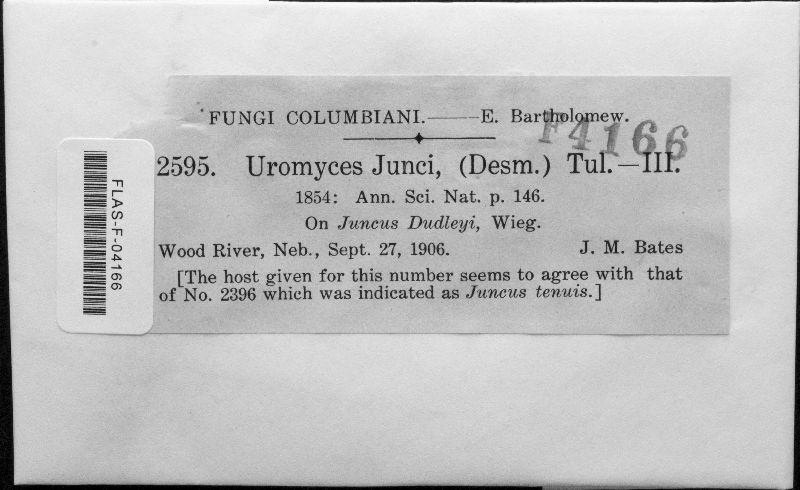 FUNGI COLUMBIANI.——E. Bartholomew.
F4166
2595. Uromyces Junci, (Desm.) Tul.—III.
1854: Ann. Sci. Nat. p. 146.
On Juncus Dudleyi, Wieg.
Wood River, Neb., Sept. 27, 1906. J. M. Bates
[The host given for this number seems to agree with that
of No. 2396 which was indicated as Juncus tenuis.]
FLAS-F-04166